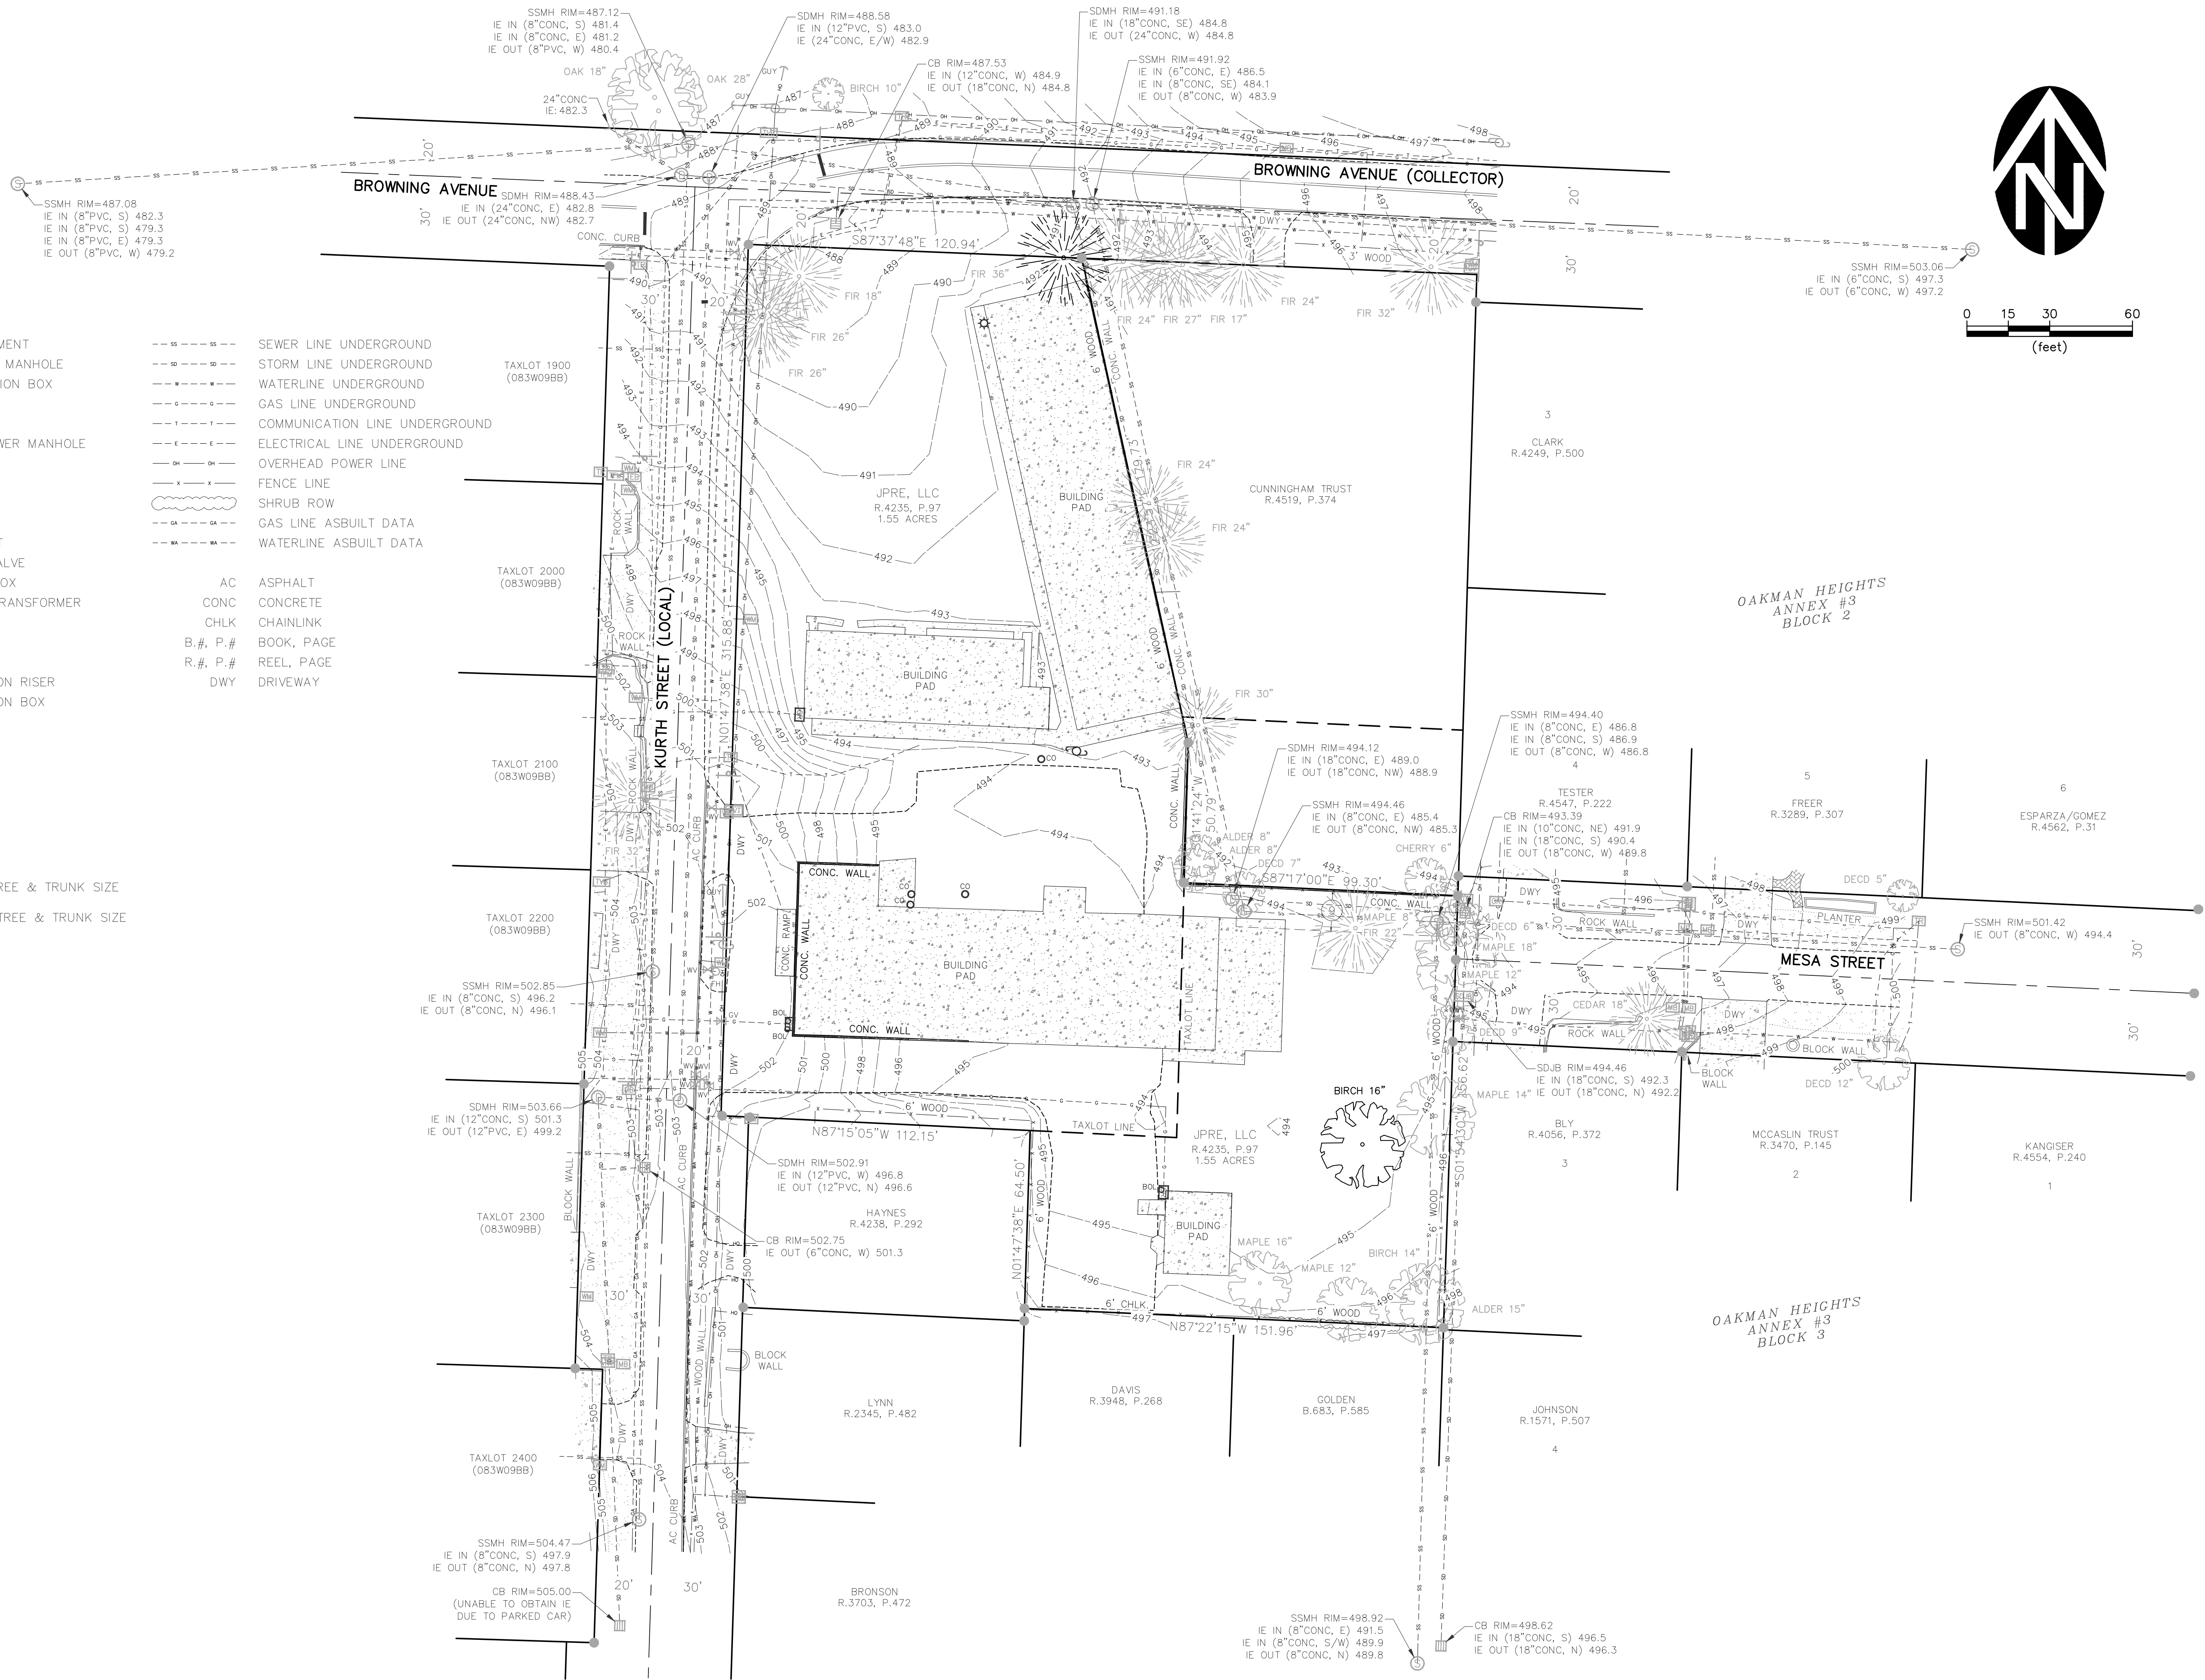 SSMH RIM=487.12
IE IN (8"CONC, S) 481.4
IE IN (8"CONC, E) 481.2
IE OUT (8"PVC, W) 480.4
SDMH RIM=488.58
IE IN (12"PVC, S) 483.0
IE (24"CONC, E/W) 482.9
SDMH RIM=491.18
IE IN (18"CONC, SE) 484.8
IE OUT (24"CONC, W) 484.8
CB RIM=487.53
IE IN (12"CONC, W) 484.9
IE OUT (18"CONC, N) 484.8
SSMH RIM=491.92
IE IN (6"CONC, E) 486.5
IE IN (8"CONC, SE) 484.1
IE OUT (8"CONC, W) 483.9
OAK 18"
OAK 28"
GUY
GUY
BIRCH 10"
24"CONC
IE: 482.3
20'
BROWNING AVENUE
BROWNING AVENUE (COLLECTOR)
20'
SSMH RIM=487.08
IE IN (8"PVC, S) 482.3
IE IN (8"PVC, S) 479.3
IE IN (8"PVC, E) 479.3
IE OUT (8"PVC, W) 479.2
30'
SDMH RIM=488.43
IE IN (24"CONC, E) 482.8
IE OUT (24"CONC, NW) 482.7
CONC. CURB
S87°37'48"E 120.94'
DWY
3' WOOD
30'
SSMH RIM=503.06
IE IN (6"CONC, S) 497.3
IE OUT (6"CONC, W) 497.2
N
0 15 30 60
(feet)
FIR 18"
FIR 36"
FIR 26"
FIR 26"
FIR 24"
FIR 27"
FIR 17"
FIR 24"
FIR 32"
MENT
MANHOLE
ION BOX
WER MANHOLE
ALVE
OX
RANSFORMER
ON RISER
ON BOX
REE & TRUNK SIZE
TREE & TRUNK SIZE
SEWER LINE UNDERGROUND
STORM LINE UNDERGROUND
WATERLINE UNDERGROUND
GAS LINE UNDERGROUND
COMMUNICATION LINE UNDERGROUND
ELECTRICAL LINE UNDERGROUND
OVERHEAD POWER LINE
FENCE LINE
SHRUB ROW
GAS LINE ASBUILT DATA
WATERLINE ASBUILT DATA
AC ASPHALT
CONC CONCRETE
CHLK CHAINLINK
B.#, P.# BOOK, PAGE
R.#, P.# REEL, PAGE
DWY DRIVEWAY
TAXLOT 1900
(083W09BB)
TAXLOT 2000
(083W09BB)
TAXLOT 2100
(083W09BB)
TAXLOT 2200
(083W09BB)
TAXLOT 2300
(083W09BB)
TAXLOT 2400
(083W09BB)
KURTH STREET (LOCAL)
N01°47'38"E 315.88'
ROCK WALL
ROCK WALL
DWY
FIR 32"
JPRE, LLC
R.4235, P.97
1.55 ACRES
BUILDING
PAD
6' WOOD
CONC. WALL
FIR 24"
FIR 24"
FIR 30"
CUNNINGHAM TRUST
R.4519, P.374
3
CLARK
R.4249, P.500
OAKMAN HEIGHTS
ANNEX #3
BLOCK 2
BUILDING
PAD
CO
CONC. WALL
50.79'
SDMH RIM=494.12
IE IN (18"CONC, E) 489.0
IE OUT (18"CONC, NW) 488.9
SSMH RIM=494.46
IE IN (8"CONC, E) 485.4
IE OUT (8"CONC, NW) 485.3
SSMH RIM=494.40
IE IN (8"CONC, E) 486.8
IE IN (8"CONC, S) 486.9
IE OUT (8"CONC, W) 486.8
4
TESTER
R.4547, P.222
CB RIM=493.39
IE IN (10"CONC, NE) 491.9
IE IN (18"CONC, S) 490.4
IE OUT (18"CONC, W) 489.8
5
FREER
R.3289, P.307
6
ESPARZA/GOMEZ
R.4562, P.31
ALDER 8"
ALDER 8"
DECD 7"
CHERRY 6"
S87°17'00"E 99.30'
CONC. WALL
MAPLE 8"
FIR 22"
DECD 6"
MAPLE 18"
MAPLE 12"
DECD 9"
DECD 5"
DWY
ROCK WALL
PLANTER
DWY
SSMH RIM=501.42
IE OUT (8"CONC, W) 494.4
MESA STREET
30'
30'
CEDAR 18"
ROCK WALL
DWY
DWY
BLOCK WALL
BLOCK
WALL
DECD 12"
CONC. WALL
CO
CO
CO
CONC. RAMP
CONC. WALL
BUILDING
PAD
CONC. WALL
BOL
BOL
GV
TAXLOT LINE
SSMH RIM=502.85
IE IN (8"CONC, S) 496.2
IE OUT (8"CONC, N) 496.1
SDMH RIM=503.66
IE IN (12"CONC, S) 501.3
IE OUT (12"PVC, E) 499.2
6' WOOD
N87°15'05"W 112.15'
TAXLOT LINE
SDMH RIM=502.91
IE IN (12"PVC, W) 496.8
IE OUT (12"PVC, N) 496.6
HAYNES
R.4238, P.292
CB RIM=502.75
IE OUT (6"CONC, W) 501.3
N01°47'38"E 64.50'
6' WOOD
JPRE, LLC
R.4235, P.97
1.55 ACRES
BIRCH 16"
BOL
BUILDING
PAD
MAPLE 14"
MAPLE 16"
MAPLE 12"
BIRCH 14"
ALDER 15"
6' WOOD
6' CHLK.
6' WOOD
N87°22'15"W 151.96'
SDJB RIM=494.46
IE IN (18"CONC, S) 492.3
IE OUT (18"CONC, N) 492.2
BLY
R.4056, P.372
3
MCCASLIN TRUST
R.3470, P.145
2
KANGISER
R.4554, P.240
1
OAKMAN HEIGHTS
ANNEX #3
BLOCK 3
BLOCK WALL
AC CURB
WOOD WALL
BLOCK
WALL
LYNN
R.2345, P.482
DAVIS
R.3948, P.268
GOLDEN
B.683, P.585
JOHNSON
R.1571, P.507
4
SSMH RIM=504.47
IE IN (8"CONC, S) 497.9
IE OUT (8"CONC, N) 497.8
CB RIM=505.00
(UNABLE TO OBTAIN IE
DUE TO PARKED CAR)
20'
30'
BRONSON
R.3703, P.472
SSMH RIM=498.92
IE IN (8"CONC, E) 491.5
IE IN (8"CONC, S/W) 489.9
IE OUT (8"CONC, N) 489.8
CB RIM=498.62
IE IN (18"CONC, S) 496.5
IE OUT (18"CONC, N) 496.3